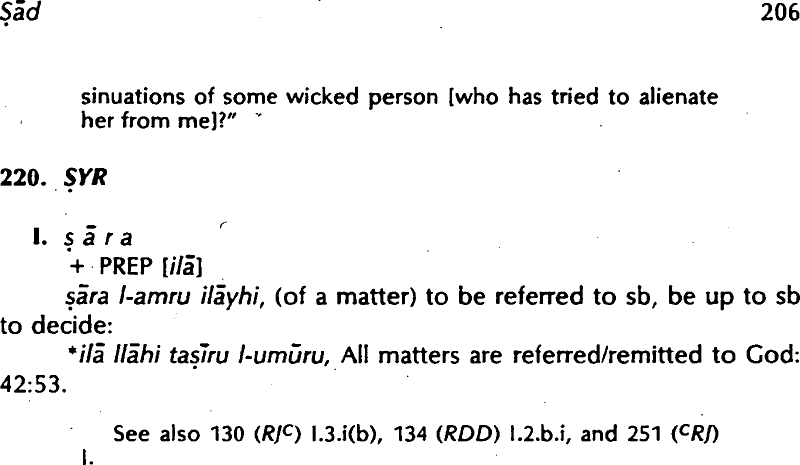 Ṣād 206
sinuations of some wicked person [who has tried to alienate
her from me]?"
220. ṢYR
I. ṣ ā r a
+ PREP [ilā]
ṣāra l-amru ilāyhi, (of a matter) to be referred to sb, be up to sb
to decide:
*ilā llāhi taṣīru l-umūru, All matters are referred/remitted to God:
42:53.
See also 130 (RJᶜ) I.3.i(b), 134 (RDD) I.2.b.i, and 251 (ᶜRJ)
I.